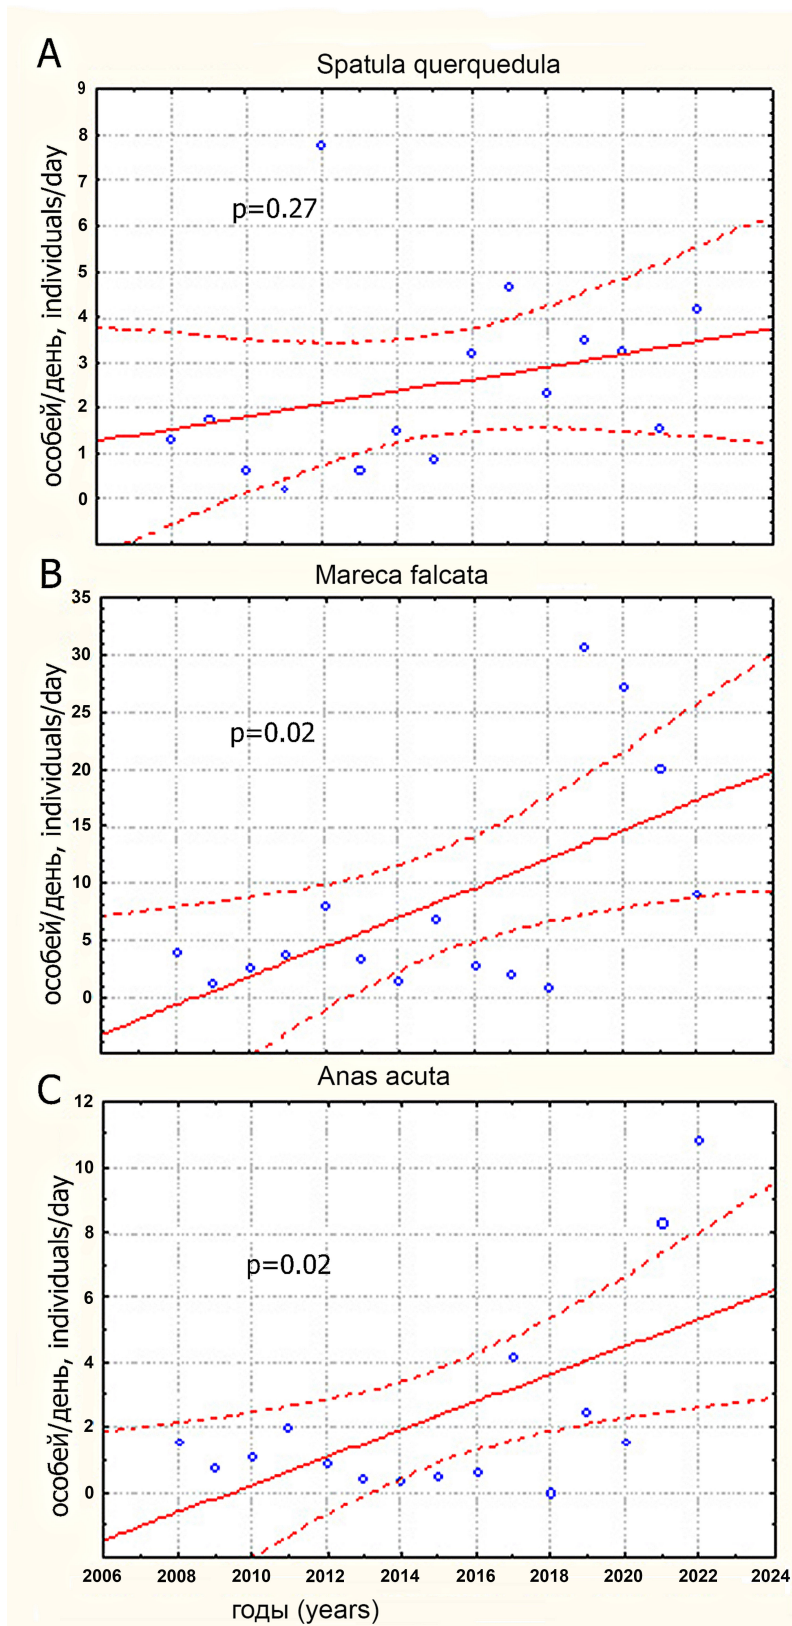 A
Spatula querquedula
особей/день, individuals/day
9
8
7
6
5
4
3
2
1
0
p=0.27
B
Mareca falcata
особей/день, individuals/day
35
30
25
20
15
10
5
0
p=0.02
C
Anas acuta
особей/день, individuals/day
12
10
8
6
4
2
0
p=0.02
2006 2008 2010 2012 2014 2016 2018 2020 2022 2024
годы (years)